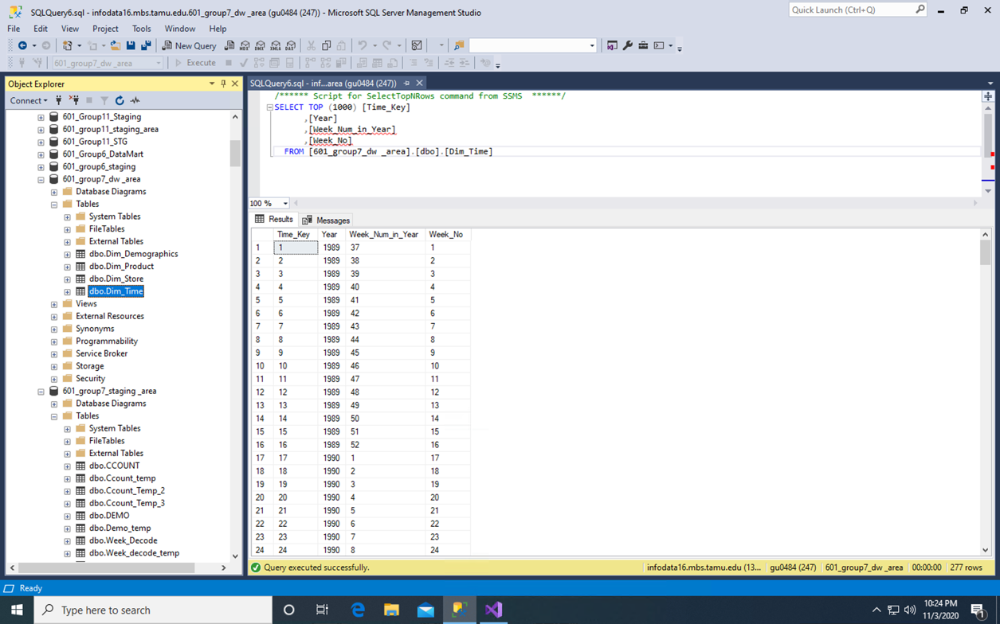 SQLQuery6.sql - infodata16.mbs.tamu.edu.601_group7_dw _area (gu0484 (247)) - Microsoft SQL Server Management Studio
Quick Launch (Ctrl+Q)
File Edit View Project Tools Window Help
New Query
MDX DMX XMLA DAX
601_group7_dw _area Execute
Object Explorer
SQLQuery6.sql - inf...area (gu0484 (247))
Connect
601_Group11_Staging
601_group11_staging_area
601_Group11_STG
601_Group6_DataMart
601_group6_staging
601_group7_dw _area
Database Diagrams
Tables
System Tables
FileTables
External Tables
dbo.Dim_Demographics
dbo.Dim_Product
dbo.Dim_Store
dbo.Dim_Time
Views
External Resources
Synonyms
Programmability
Service Broker
Storage
Security
601_group7_staging _area
Database Diagrams
Tables
System Tables
FileTables
External Tables
dbo.CCOUNT
dbo.Ccount_temp
dbo.Ccount_Temp_2
dbo.Ccount_Temp_3
dbo.DEMO
dbo.Demo_temp
dbo.Week_Decode
dbo.Week_decode_temp
/****** Script for SelectTopNRows command from SSMS ******/
SELECT TOP (1000) [Time_Key]
,[Year]
,[Week_Num_in_Year]
,[Week_No]
FROM [601_group7_dw _area].[dbo].[Dim_Time]
100 %
Results Messages
Time_Key Year Week_Num_in_Year Week_No
1 1 1989 37 1
2 2 1989 38 2
3 3 1989 39 3
4 4 1989 40 4
5 5 1989 41 5
6 6 1989 42 6
7 7 1989 43 7
8 8 1989 44 8
9 9 1989 45 9
10 10 1989 46 10
11 11 1989 47 11
12 12 1989 48 12
13 13 1989 49 13
14 14 1989 50 14
15 15 1989 51 15
16 16 1989 52 16
17 17 1990 1 17
18 18 1990 2 18
19 19 1990 3 19
20 20 1990 4 20
21 21 1990 5 21
22 22 1990 6 22
23 23 1990 7 23
24 24 1990 8 24
Query executed successfully. infodata16.mbs.tamu.edu (13... gu0484 (247) 601_group7_dw _area 00:00:00 277 rows
Ready
Type here to search
10:24 PM
11/3/2020
1